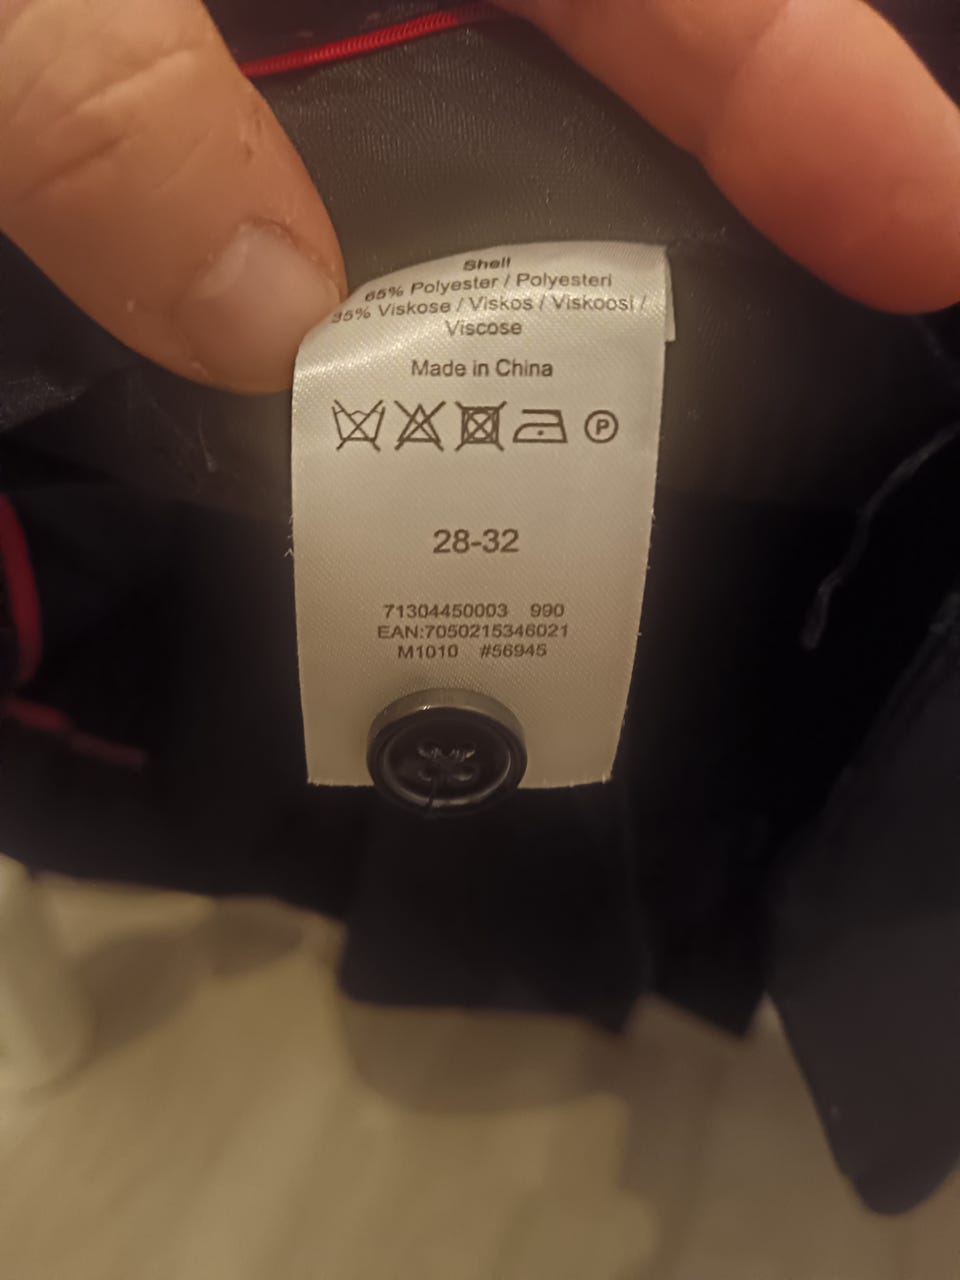 Shell
65% Polyester / Polyesteri
35% Viskose / Viskos / Viskoosi /
Viscose
Made in China
P
28-32
71304450003 990
EAN:7050215346021
M1010 #56945